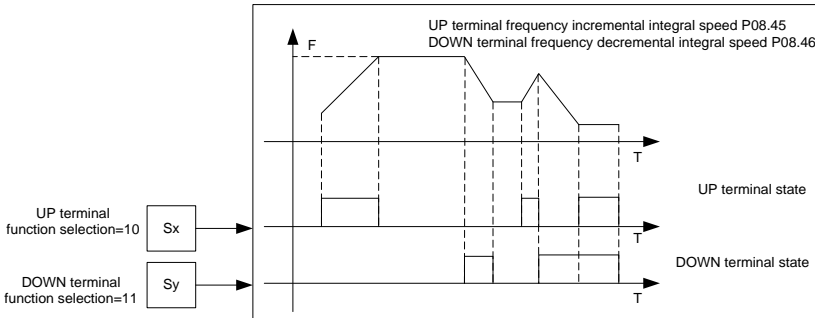 UP terminal frequency incremental integral speed P08.45
DOWN terminal frequency decremental integral speed P08.46
F
T
UP terminal state
UP terminal
function selection=10
Sx
T
DOWN terminal state
DOWN terminal
function selection=11
Sy
T